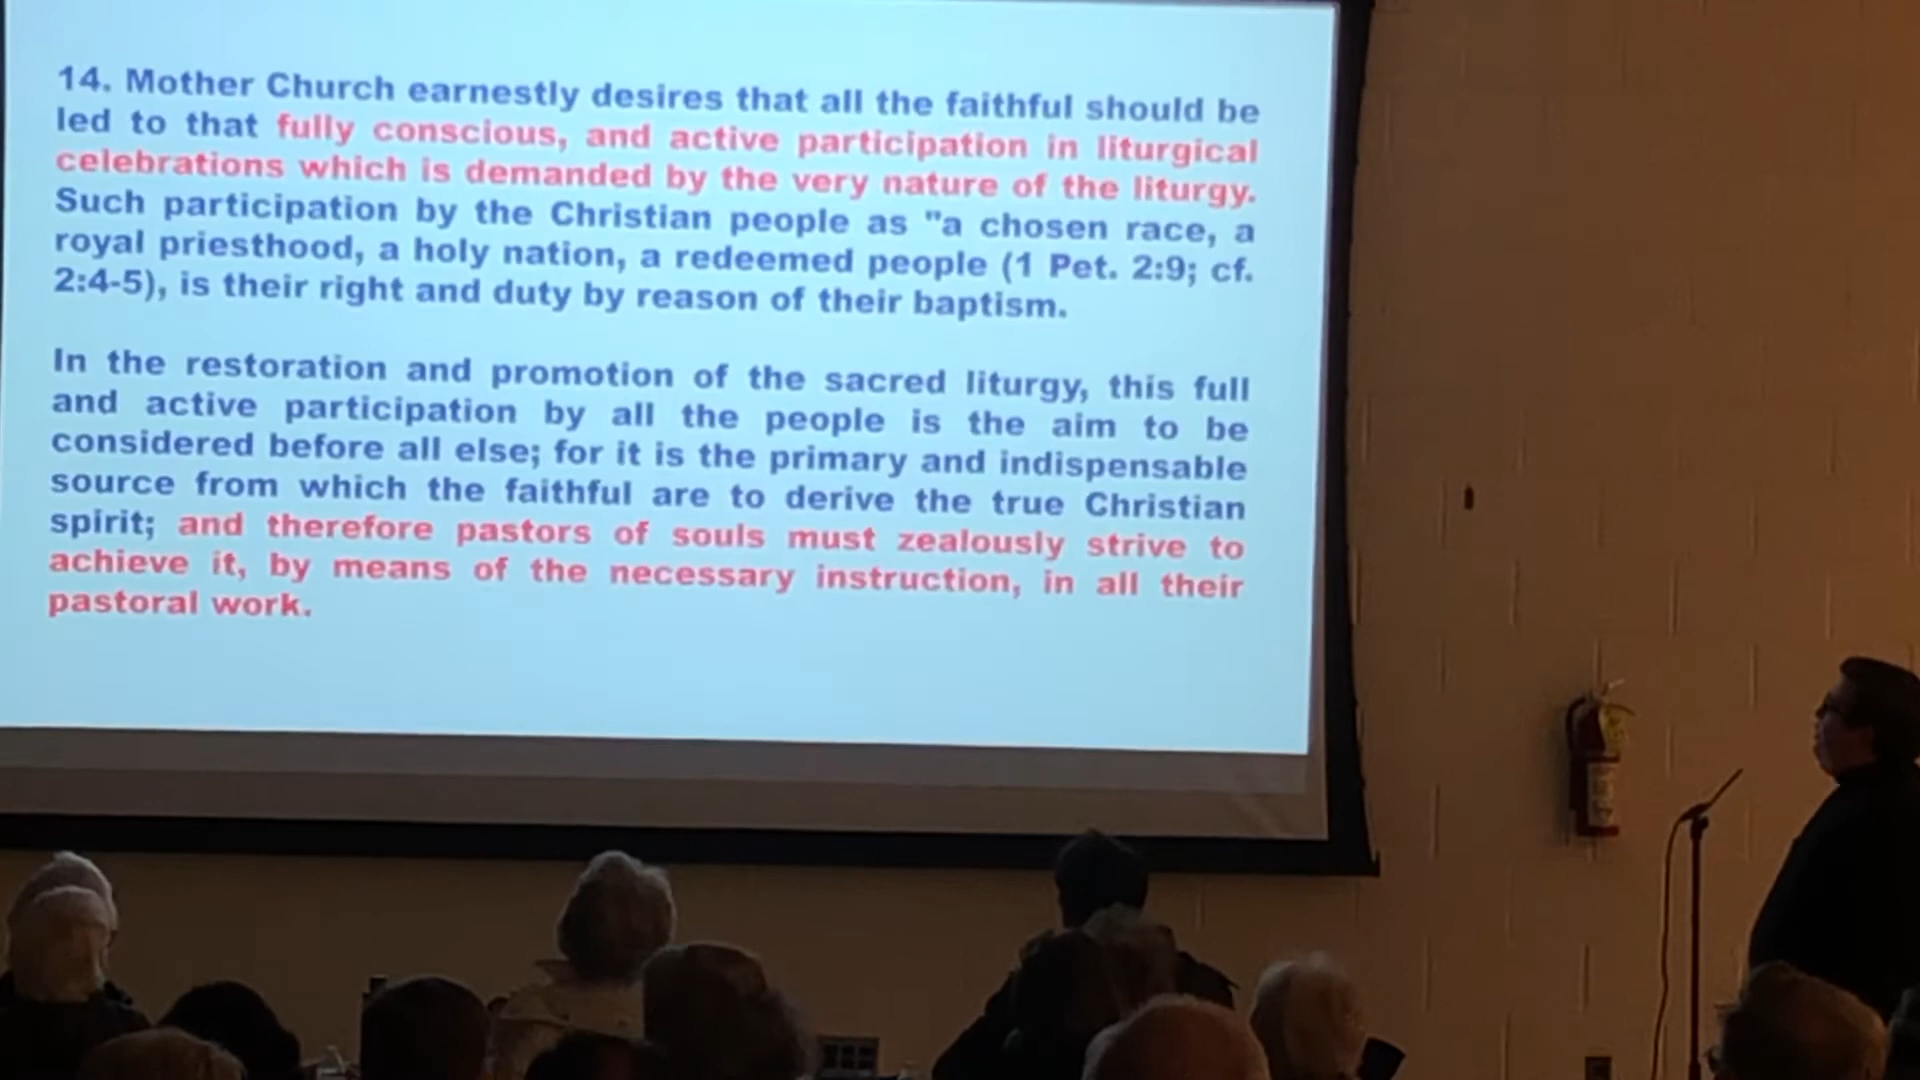 14. Mother Church earnestly desires that all the faithful should be
led to that fully conscious, and active participation in liturgical
celebrations which is demanded by the very nature of the liturgy.
Such participation by the Christian people as "a chosen race, a
royal priesthood, a holy nation, a redeemed people (1 Pet. 2:9; cf.
2:4-5), is their right and duty by reason of their baptism.
In the restoration and promotion of the sacred liturgy, this full
and active participation by all the people is the aim to be
considered before all else; for it is the primary and indispensable
source from which the faithful are to derive the true Christian
spirit; and therefore pastors of souls must zealously strive to
achieve it, by means of the necessary instruction, in all their
pastoral work.